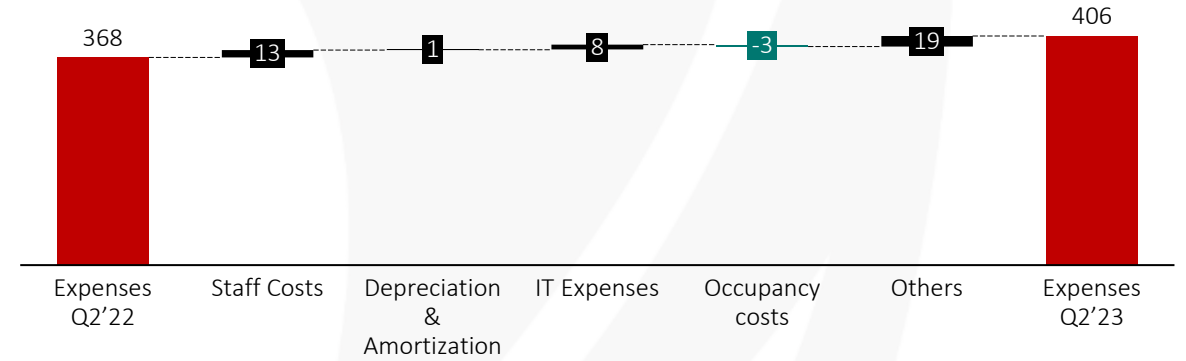 368
13
1
8
-3
19
406
Expenses
Q2’22
Staff Costs
Depreciation
&
Amortization
IT Expenses
Occupancy
costs
Others
Expenses
Q2’23